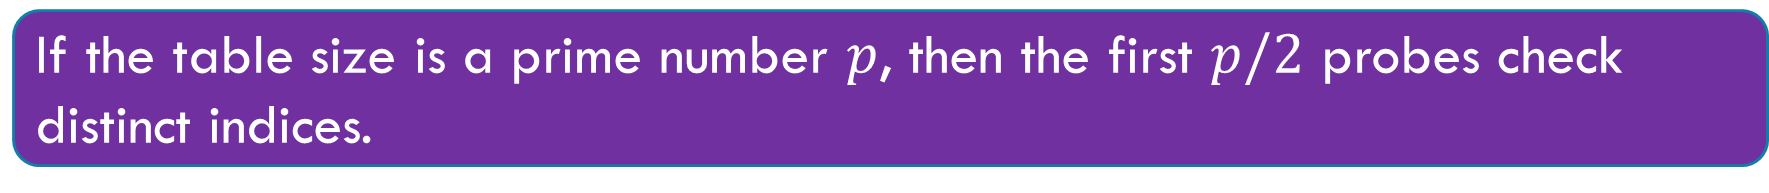 If the table size is a prime number p, then the first p/2 probes check
distinct indices.